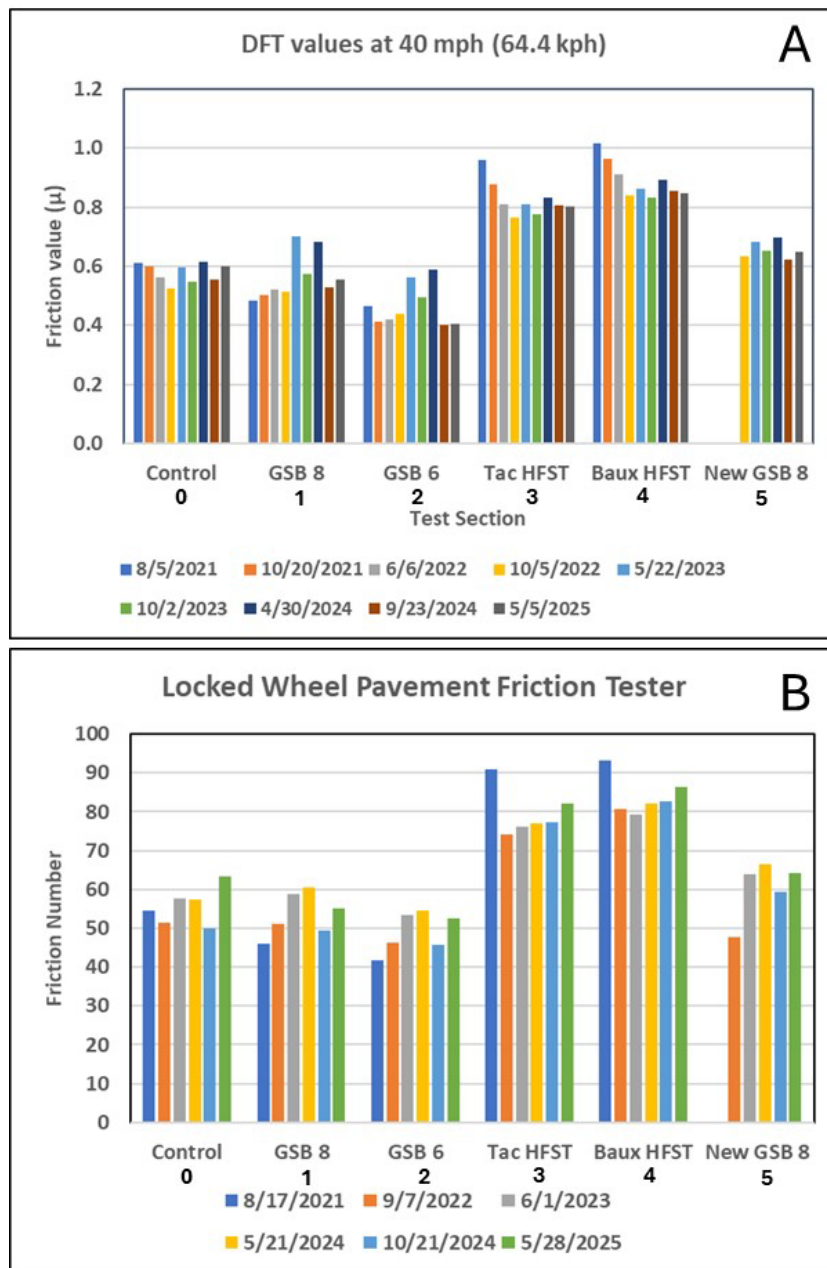 DFT values at 40 mph (64.4 kph)
A
Friction value (μ)
1.2
1.0
0.8
0.6
0.4
0.2
0.0
Control GSB 8 GSB 6 Tac HFST Baux HFST New GSB 8
0 1 2 3 4 5
Test Section
8/5/2021 10/20/2021 6/6/2022 10/5/2022 5/22/2023
10/2/2023 4/30/2024 9/23/2024 5/5/2025
Locked Wheel Pavement Friction Tester
B
Friction Number
100
90
80
70
60
50
40
30
20
10
0
Control GSB 8 GSB 6 Tac HFST Baux HFST New GSB 8
0 1 2 3 4 5
8/17/2021 9/7/2022 6/1/2023
5/21/2024 10/21/2024 5/28/2025